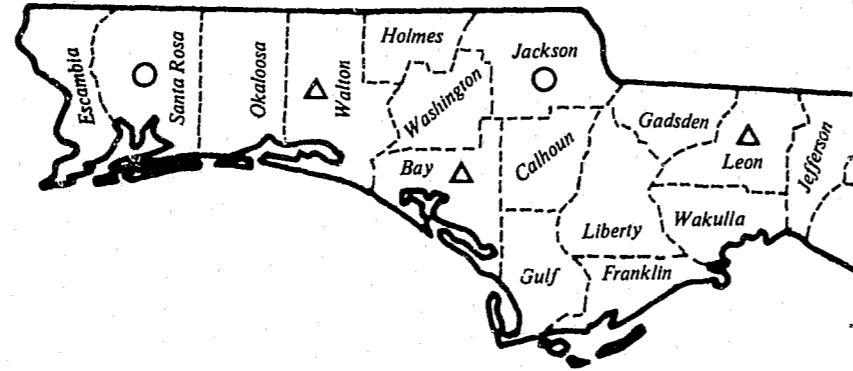 Escambia
Santa Rosa
Okaloosa
Walton
Holmes
Washington
Jackson
Bay
Calhoun
Gulf
Liberty
Gadsden
Leon
Jefferson
Wakulla
Franklin